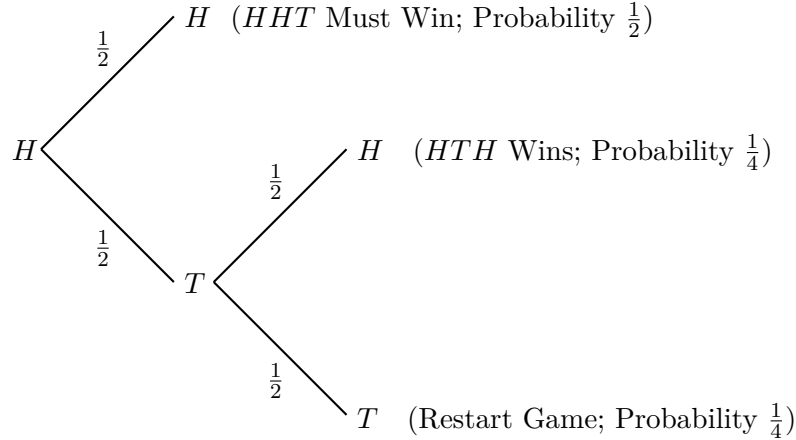 H (HHT Must Win; Probability 1/2)
1/2
H
H (HTH Wins; Probability 1/4)
1/2
1/2
T
1/2
T (Restart Game; Probability 1/4)